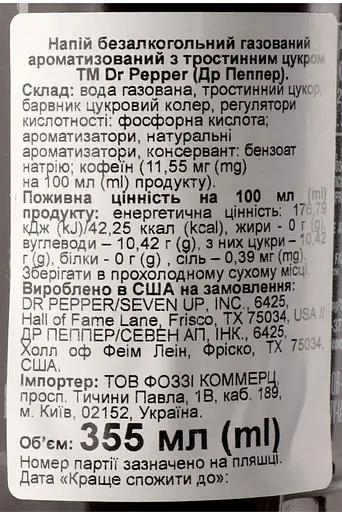 Напій безалкогольний газований
ароматизований з тростинним цукром
ТМ Dr Pepper (Др Пеппер).
Склад: вода газована, тростинний цукор,
барвник цукровий колер, регулятори
кислотності: фосфорна кислота;
ароматизатори, натуральні
ароматизатори, консервант: бензоат
натрію; кофеїн (11,55 мг (mg)
на 100 мл (ml) продукту).
Поживна цінність на 100 мл (ml)
продукту: енергетична цінність: 176,79
кДж (kJ)/42,25 ккал (kcal), жири - 0 г (g),
вуглеводи – 10,42 г (g), з них цукри – 10,42
г (g), білки - 0 г (g) , сіль – 0,39 мг (mg).
Зберігати в прохолодному сухому місці.
Вироблено в США на замовлення:
DR PEPPER/SEVEN UP, INC., 6425,
Hall of Fame Lane, Frisco, TX 75034, USA //
ДР ПЕППЕР/СЕВЕН АП, ІНК., 6425,
Холл оф Феім Леін, Фріско, TX 75034,
США.
Імпортер: ТОВ ФОЗЗІ КОММЕРЦ,
просп. Тичини Павла, 1В, каб. 189,
м. Київ, 02152, Україна.
Об'єм: 355 мл (ml)
Номер партії зазначено на пляшці.
Дата «Краще спожити до»: